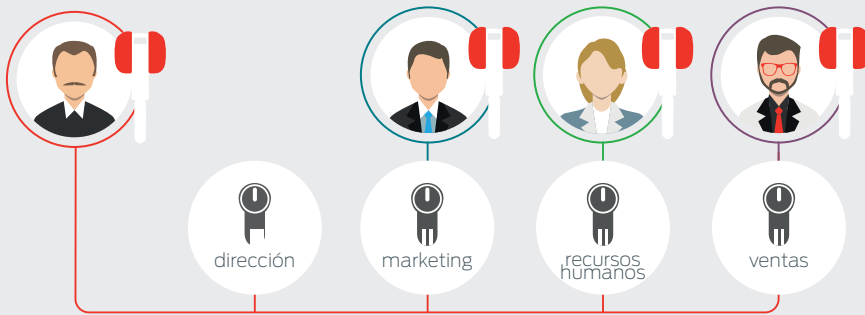 dirección
marketing
recursos
humanos
ventas